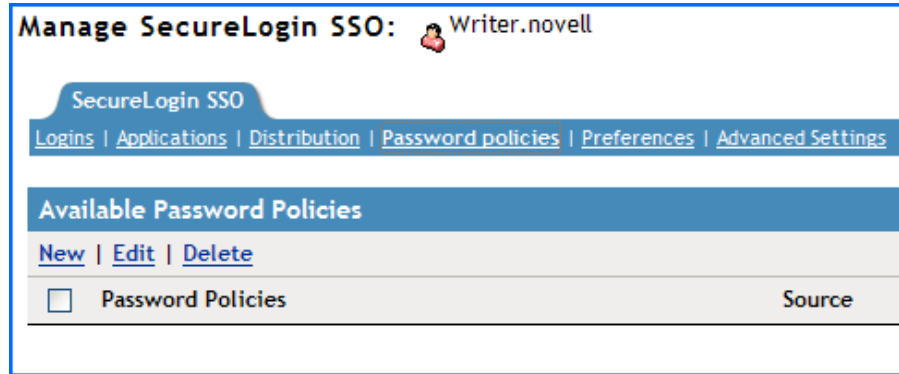 Manage SecureLogin SSO: Writer.novell
SecureLogin SSO
Logins | Applications | Distribution | Password policies | Preferences | Advanced Settings
Available Password Policies
New | Edit | Delete
Password Policies Source